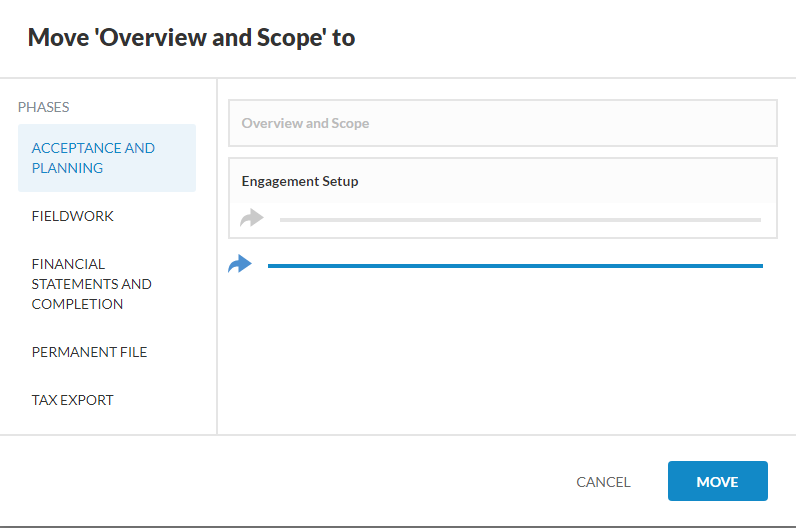 Move 'Overview and Scope' to
PHASES
ACCEPTANCE AND
PLANNING
FIELDWORK
FINANCIAL
STATEMENTS AND
COMPLETION
PERMANENT FILE
TAX EXPORT
Overview and Scope
Engagement Setup
CANCEL
MOVE